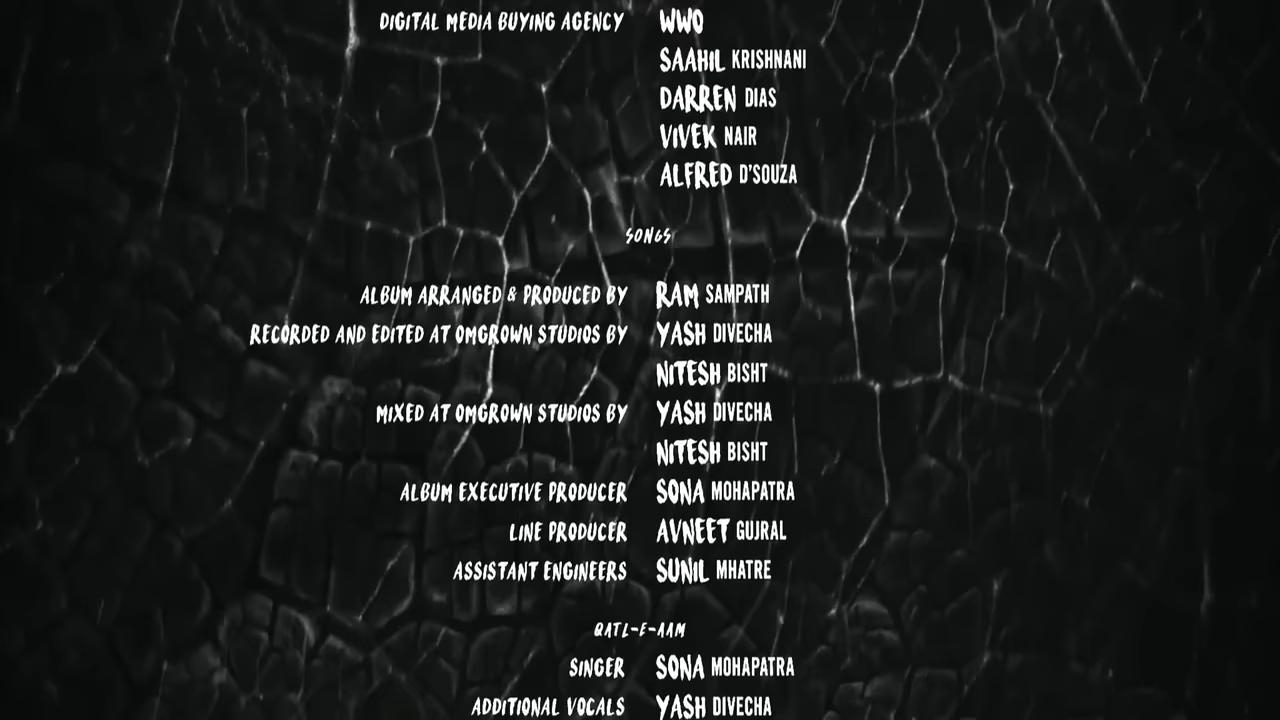 DIGITAL MEDIA BUYING AGENCY WWO
SAAHIL KRISHNANI
DARREN DIAS
VIVEK NAIR
ALFRED D'SOUZA
SONGS
ALBUM ARRANGED & PRODUCED BY RAM SAMPATH
RECORDED AND EDITED AT OMGROWN STUDIOS BY YASH DIVECHA
NITESH BISHT
MIXED AT OMGROWN STUDIOS BY YASH DIVECHA
NITESH BISHT
ALBUM EXECUTIVE PRODUCER SONA MOHAPATRA
LINE PRODUCER AVNEET GUJRAL
ASSISTANT ENGINEERS SUNIL MHATRE
QATL-E-AAM
SINGER SONA MOHAPATRA
ADDITIONAL VOCALS YASH DIVECHA